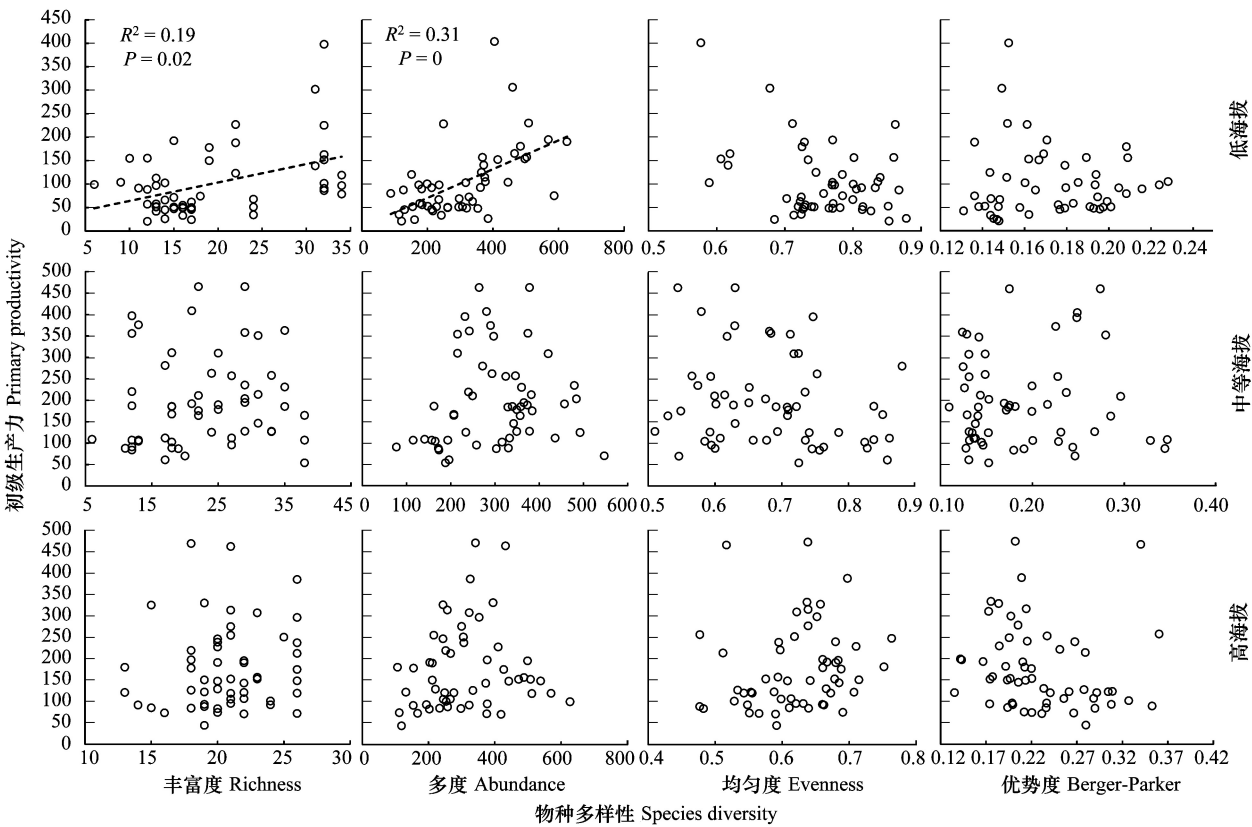 初级生产力 Primary productivity
450
400
350
300
250
200
150
100
50
0
R² = 0.19
P = 0.02
5 10 15 20 25 30 35
R² = 0.31
P = 0
0 200 400 600 800
0.5 0.6 0.7 0.8 0.9
0.12 0.14 0.16 0.18 0.20 0.22 0.24
低海拔
500
450
400
350
300
250
200
150
100
50
0
5 15 25 35 45
0 100 200 300 400 500 600
0.5 0.6 0.7 0.8 0.9
0.10 0.20 0.30 0.40
中等海拔
500
450
400
350
300
250
200
150
100
50
0
10 15 20 25 30
0 200 400 600 800
0.4 0.5 0.6 0.7 0.8
0.12 0.17 0.22 0.27 0.32 0.37 0.42
高海拔
丰富度 Richness
多度 Abundance
均匀度 Evenness
优势度 Berger-Parker
物种多样性 Species diversity